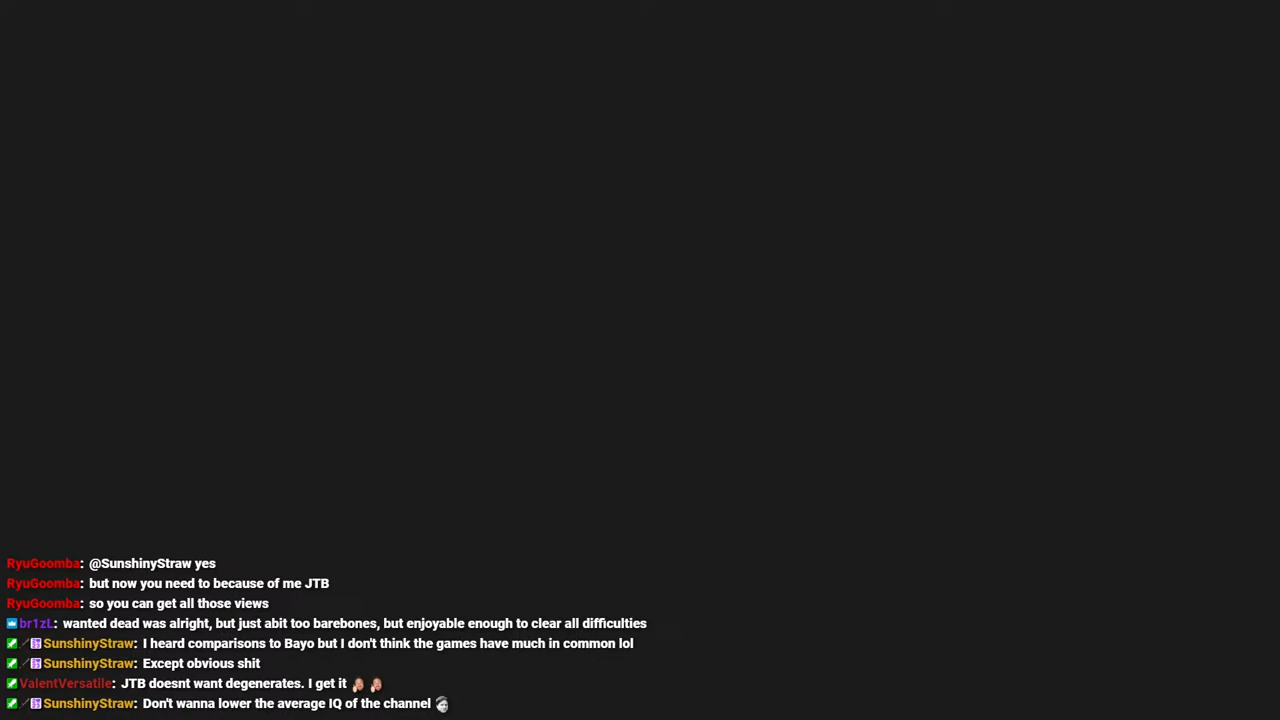 RyuGoomba: @SunshinyStraw yes
RyuGoomba: but now you need to because of me JTB
RyuGoomba: so you can get all those views
br1zL: wanted dead was alright, but just abit too barebones, but enjoyable enough to clear all difficulties
SunshinyStraw: I heard comparisons to Bayo but I don't think the games have much in common lol
SunshinyStraw: Except obvious shit
ValentVersatile: JTB doesnt want degenerates. I get it
SunshinyStraw: Don't wanna lower the average IQ of the channel